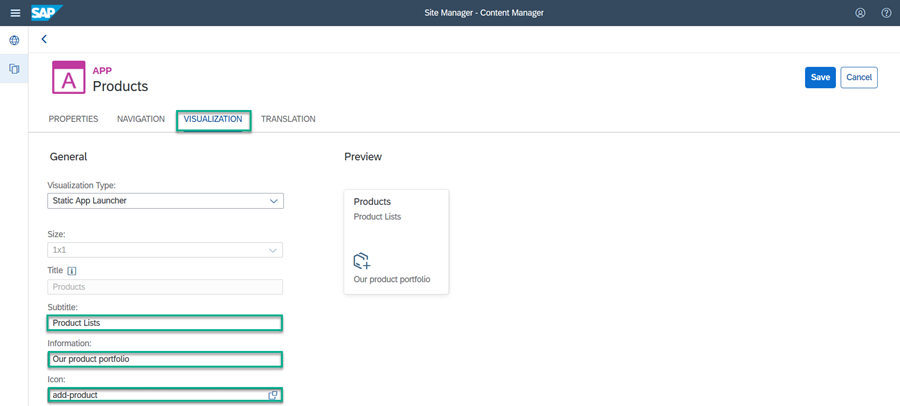 SAP
Site Manager - Content Manager
A
APP
Products
Save
Cancel
PROPERTIES
NAVIGATION
VISUALIZATION
TRANSLATION
General
Visualization Type:
Static App Launcher
Size:
1x1
Title
Products
Subtitle:
Product Lists
Information:
Our product portfolio
Icon:
add-product
Preview
Products
Product Lists
Our product portfolio